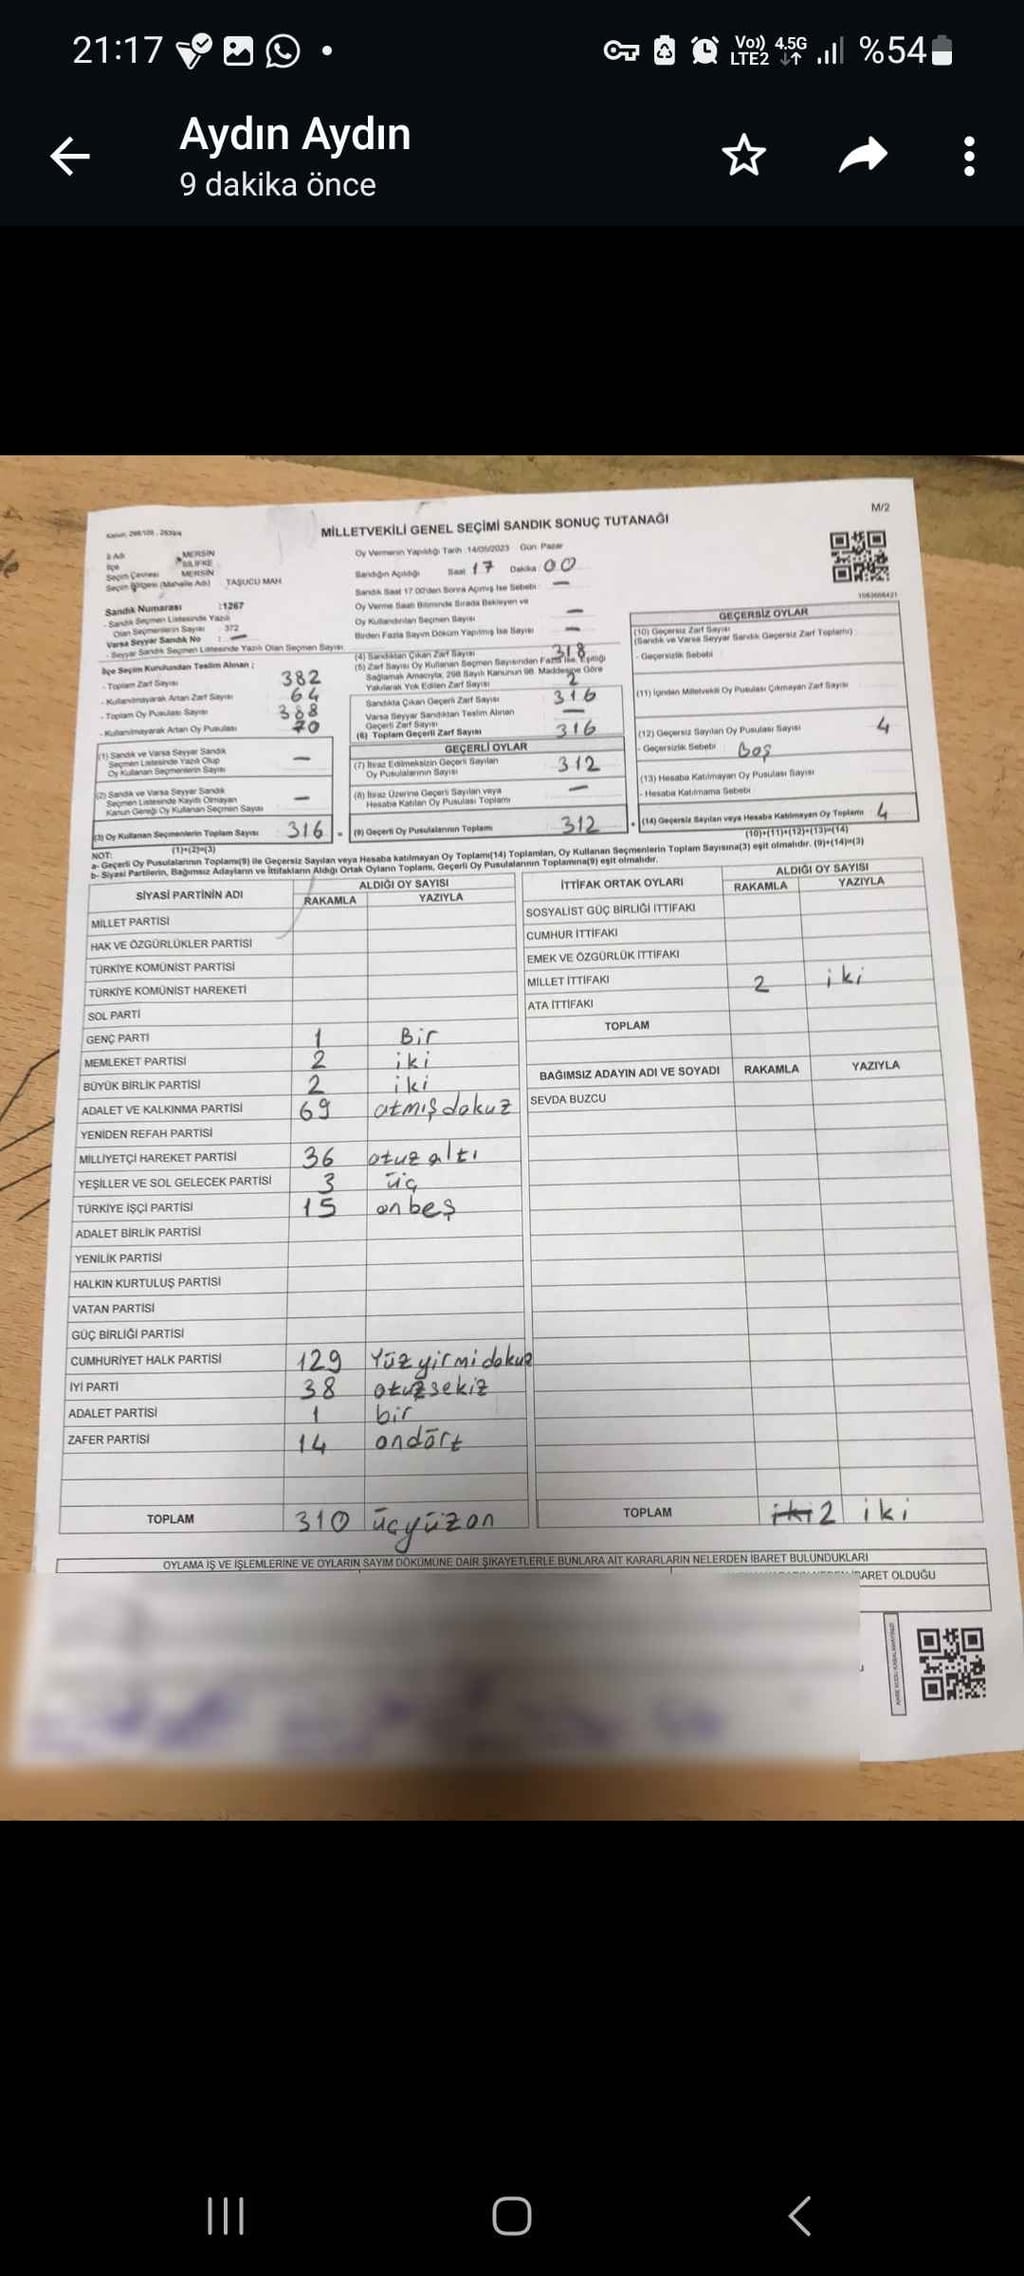 21:17
Vo)) LTE2 4.5G %54
Aydın Aydın
9 dakika önce
M/2
MİLLETVEKİLİ GENEL SEÇİMİ SANDIK SONUÇ TUTANAĞI
İl Adı MERSİN
İlçe SİLİFKE
Seçim Çevresi MERSİN
Seçim Bölgesi (Mahalle Adı) TAŞUCU MAH
Sandık Numarası :1267
- Sandık Seçmen Listesinde Yazılı
Olan Seçmenlerin Sayısı 372
Varsa Seyyar Sandık No : —
- Seyyar Sandık Seçmen Listesinde Yazılı Olan Seçmen Sayısı
İlçe Seçim Kurulundan Teslim Alınan ;
- Toplam Zarf Sayısı 382
- Kullanılmayarak Artan Zarf Sayısı 64
- Toplam Oy Pusulası Sayısı 388
- Kullanılmayarak Artan Oy Pusulası 70
(1) Sandık ve Varsa Seyyar Sandık
Seçmen Listesinde Yazılı Olup
Oy Kullanan Seçmenlerin Sayısı —
(2) Sandık ve Varsa Seyyar Sandık
Seçmen Listesinde Kayıtlı Olmayan
Kanun Gereği Oy Kullanan Seçmen Sayısı —
(3) Oy Kullanan Seçmenlerin Toplam Sayısı 316
(1)+(2)=(3)
Oy Vermenin Yapıldığı Tarih :14/05/2023 Gün Pazar
Sandığın Açıldığı Saat 17 Dakika 00
Sandık Saat 17.00'den Sonra Açılmış İse Sebebi —
Oy Verme Saati Bitiminde Sırada Bekleyen ve
Oy Kullandırılan Seçmen Sayısı —
Birden Fazla Sayım Döküm Yapılmış İse Sayısı —
(4) Sandıktan Çıkan Zarf Sayısı 318
(5) Zarf Sayısı Oy Kullanan Seçmen Sayısından Fazla İse, Eşitliği
Sağlamak Amacıyla, 298 Sayılı Kanunun 98. Maddesine Göre
Yakılarak Yok Edilen Zarf Sayısı 2
Sandıkta Çıkan Geçerli Zarf Sayısı 316
Varsa Seyyar Sandıktan Teslim Alınan
Geçerli Zarf Sayısı —
(6) Toplam Geçerli Zarf Sayısı 316
GEÇERLİ OYLAR
(7) İtiraz Edilmeksizin Geçerli Sayılan
Oy Pusulalarının Sayısı 312
(8) İtiraz Üzerine Geçerli Sayılan veya
Hesaba Katılan Oy Pusulası Toplamı —
(9) Geçerli Oy Pusulalarının Toplamı 312
GEÇERSİZ OYLAR
(10) Geçersiz Zarf Sayısı
(Sandık ve Varsa Seyyar Sandık Geçersiz Zarf Toplamı)
- Geçersizlik Sebebi
(11) İçinden Milletvekili Oy Pusulası Çıkmayan Zarf Sayısı
(12) Geçersiz Sayılan Oy Pusulası Sayısı 4
- Geçersizlik Sebebi Boş
(13) Hesaba Katılmayan Oy Pusulası Sayısı
- Hesaba Katılmama Sebebi
(14) Geçersiz Sayılan veya Hesaba Katılmayan Oy Toplamı 4
(10)+(11)+(12)+(13)=(14)
NOT:
a- Geçerli Oy Pusulalarının Toplamı(9) ile Geçersiz Sayılan veya Hesaba katılmayan Oy Toplamı(14) Toplamları, Oy Kullanan Seçmenlerin Toplam Sayısına(3) eşit olmalıdır. (9)+(14)=(3)
b- Siyasi Partilerin, Bağımsız Adayların ve İttifakların Aldığı Ortak Oyların Toplamı, Geçerli Oy Pusulalarının Toplamına(9) eşit olmalıdır.
SİYASİ PARTİNİN ADI ALDIĞI OY SAYISI
RAKAMLA YAZIYLA
MİLLET PARTİSİ
HAK VE ÖZGÜRLÜKLER PARTİSİ
TÜRKİYE KOMÜNİST PARTİSİ
TÜRKİYE KOMÜNİST HAREKETİ
SOL PARTİ
GENÇ PARTİ 1 Bir
MEMLEKET PARTİSİ 2 iki
BÜYÜK BİRLİK PARTİSİ 2 iki
ADALET VE KALKINMA PARTİSİ 69 atmışdokuz
YENİDEN REFAH PARTİSİ
MİLLİYETÇİ HAREKET PARTİSİ 36 otuzaltı
YEŞİLLER VE SOL GELECEK PARTİSİ 3 üç
TÜRKİYE İŞÇİ PARTİSİ 15 onbeş
ADALET BİRLİK PARTİSİ
YENİLİK PARTİSİ
HALKIN KURTULUŞ PARTİSİ
VATAN PARTİSİ
GÜÇ BİRLİĞİ PARTİSİ
CUMHURİYET HALK PARTİSİ 129 Yüzyirmidokuz
İYİ PARTİ 38 otuzsekiz
ADALET PARTİSİ 1 bir
ZAFER PARTİSİ 14 ondört
TOPLAM 310 üçyüzon
İTTİFAK ORTAK OYLARI ALDIĞI OY SAYISI
RAKAMLA YAZIYLA
SOSYALİST GÜÇ BİRLİĞİ İTTİFAKI
CUMHUR İTTİFAKI
EMEK VE ÖZGÜRLÜK İTTİFAKI
MİLLET İTTİFAKI 2 iki
ATA İTTİFAKI
TOPLAM
BAĞIMSIZ ADAYIN ADI VE SOYADI RAKAMLA YAZIYLA
SEVDA BUZCU
TOPLAM iki 2 iki
OYLAMA İŞ VE İŞLEMLERİNE VE OYLARIN SAYIM DÖKÜMÜNE DAİR ŞİKAYETLERLE BUNLARA AİT KARARLARIN NELERDEN İBARET BULUNDUKLARI
BARET OLDUĞU